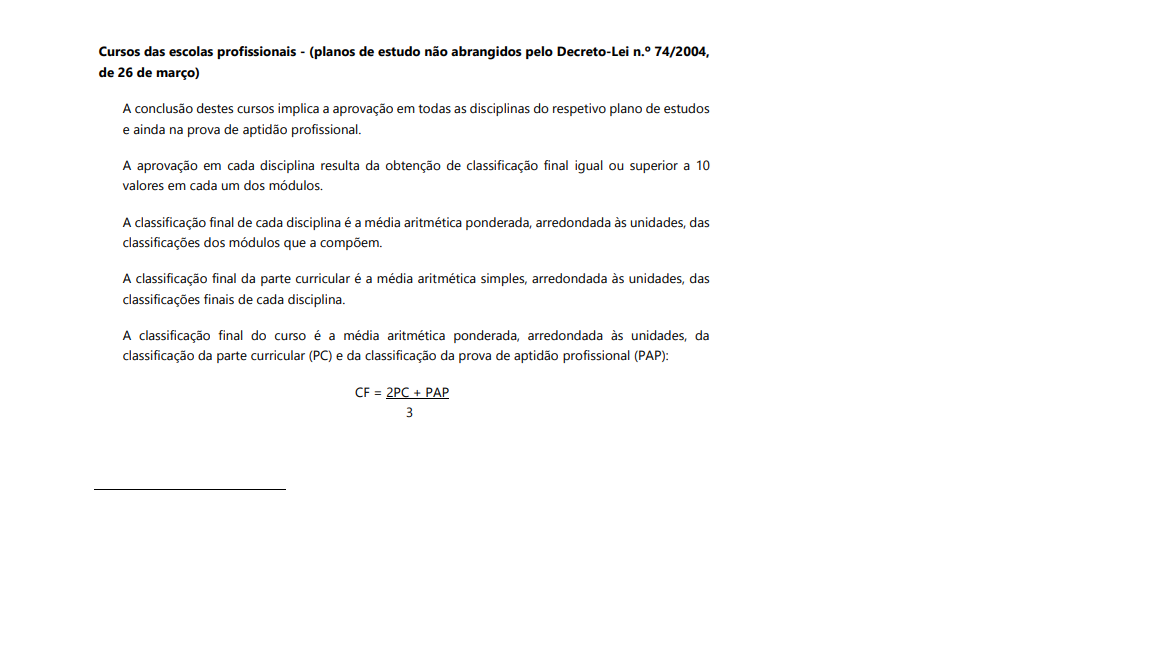 Cursos das escolas profissionais - (planos de estudo não abrangidos pelo Decreto-Lei n.º 74/2004,
de 26 de março)
A conclusão destes cursos implica a aprovação em todas as disciplinas do respetivo plano de estudos
e ainda na prova de aptidão profissional.
A aprovação em cada disciplina resulta da obtenção de classificação final igual ou superior a 10
valores em cada um dos módulos.
A classificação final de cada disciplina é a média aritmética ponderada, arredondada às unidades, das
classificações dos módulos que a compõem.
A classificação final da parte curricular é a média aritmética simples, arredondada às unidades, das
classificações finais de cada disciplina.
A classificação final do curso é a média aritmética ponderada, arredondada às unidades, da
classificação da parte curricular (PC) e da classificação da prova de aptidão profissional (PAP):
CF = 2PC + PAP
3